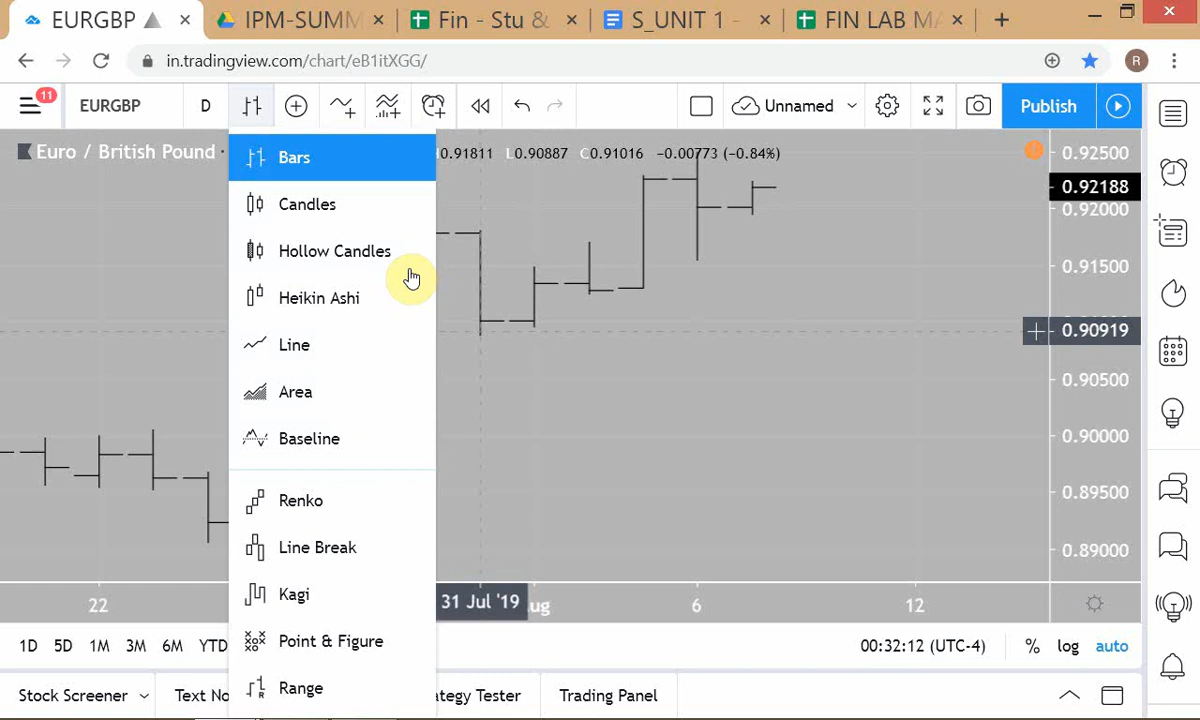 EURGBP
IPM-SUMM
Fin - Stu &
S_UNIT 1 -
FIN LAB MA
in.tradingview.com/chart/eB1itXGG/
R
11
EURGBP
D
Unnamed
Publish
Euro / British Pound ·
0.91811 L0.90887 C0.91016 −0.00773 (−0.84%)
Bars
Candles
Hollow Candles
Heikin Ashi
Line
Area
Baseline
Renko
Line Break
Kagi
Point & Figure
Range
0.92500
0.92188
0.92000
0.91500
0.90919
0.90500
0.90000
0.89500
0.89000
22
31 Jul '19
ug
6
12
1D 5D 1M 3M 6M YTD
00:32:12 (UTC-4)
% log auto
Stock Screener
Text No
tegy Tester
Trading Panel